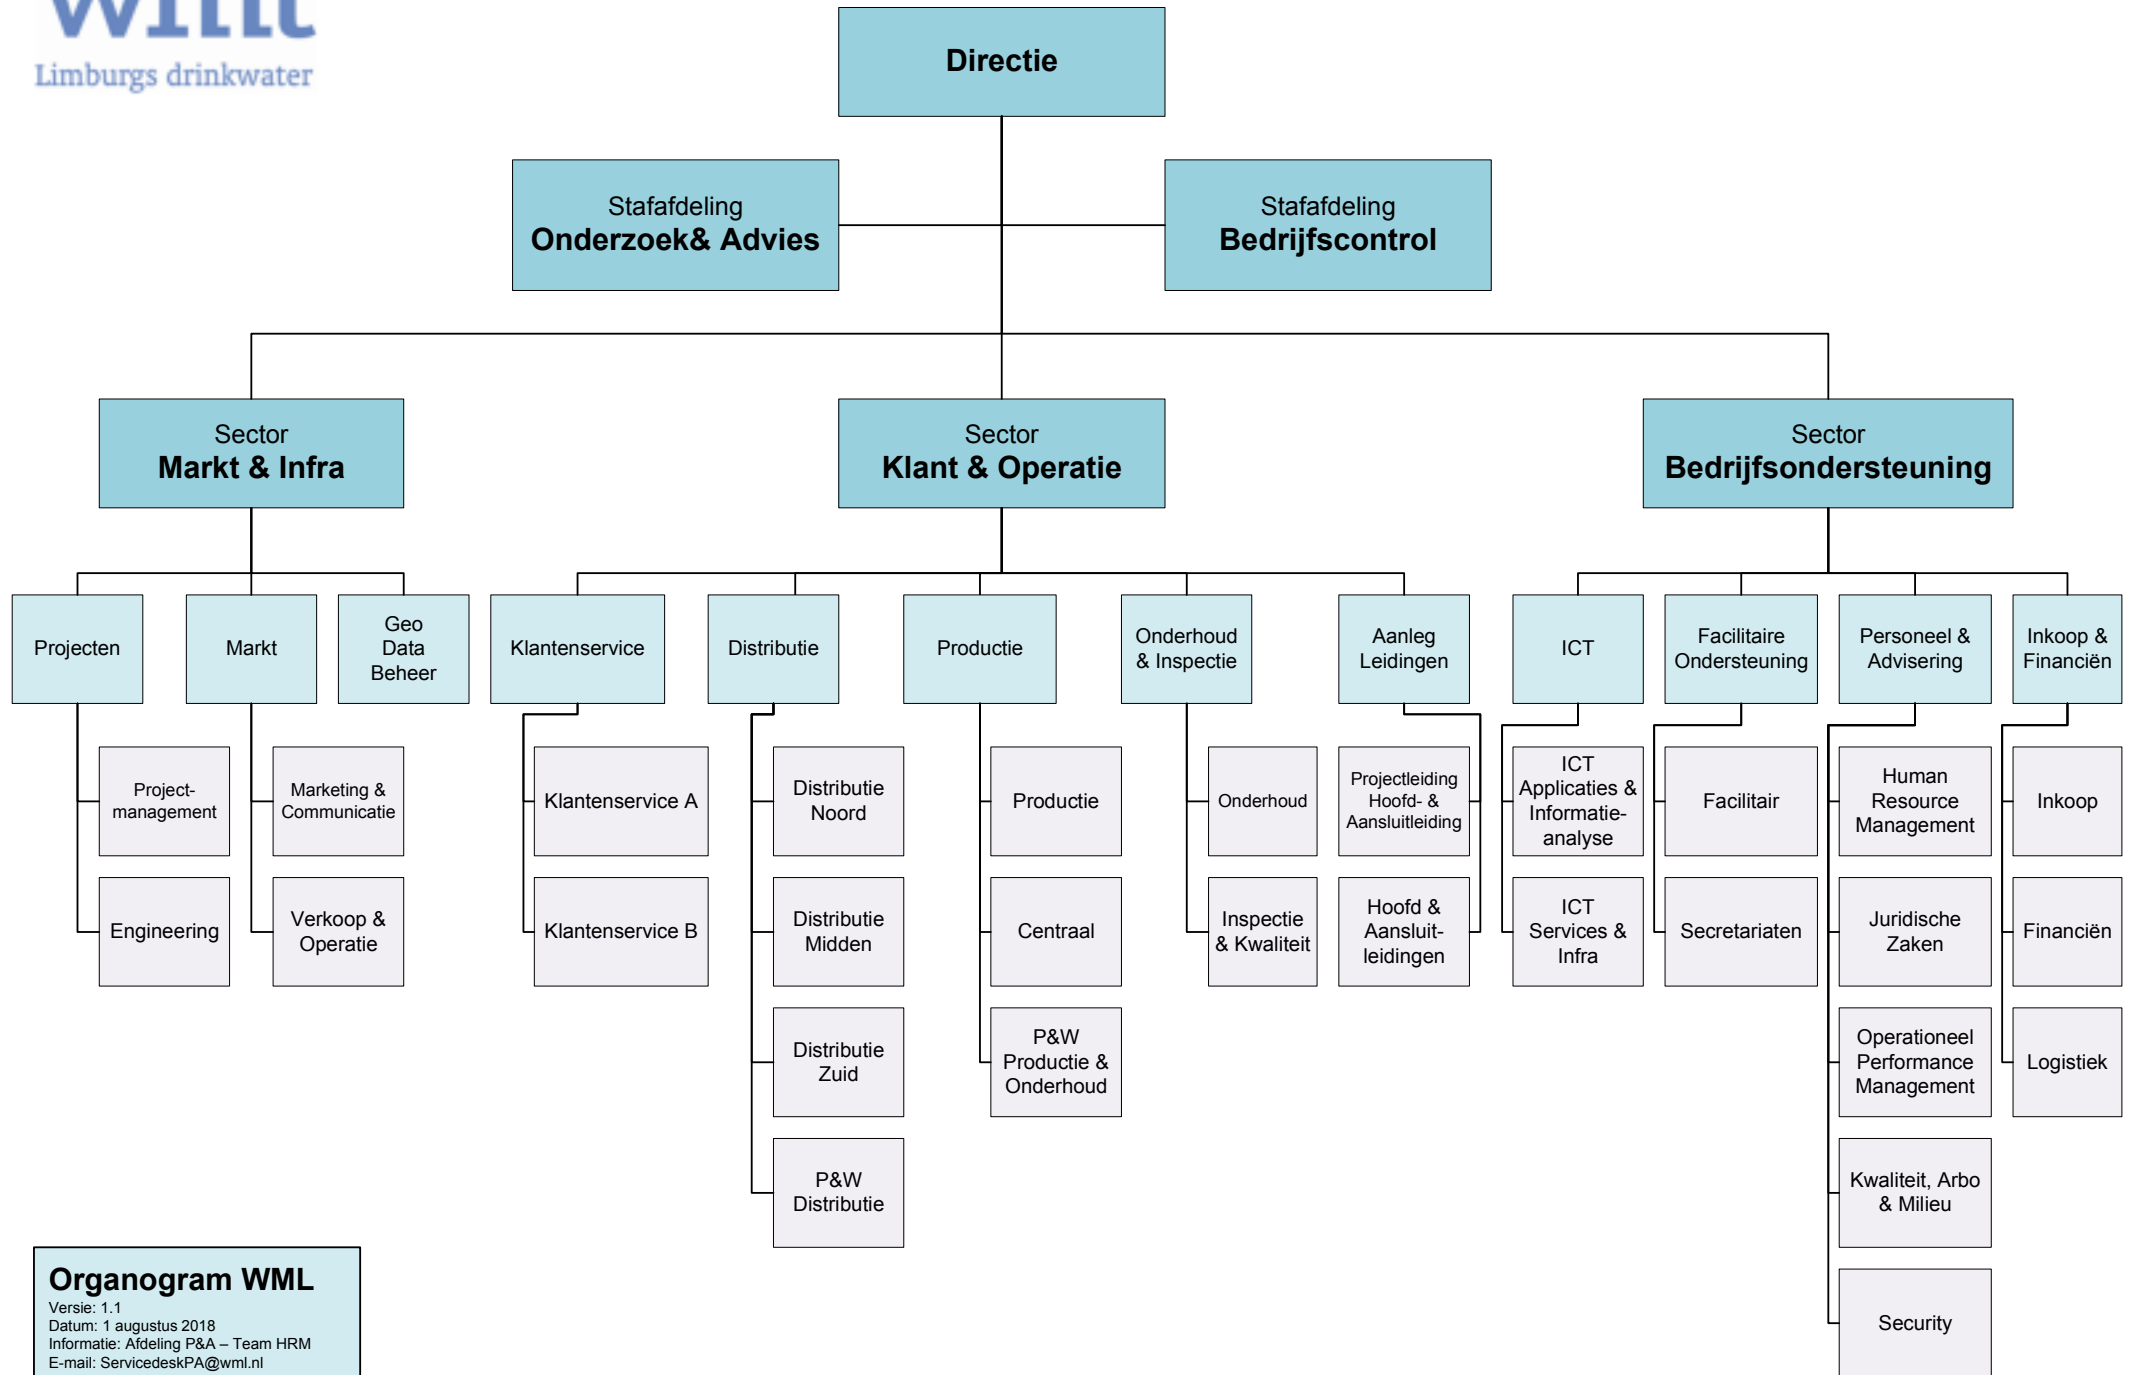 Limburgs drinkwater
Directie
Stafafdeling
Onderzoek& Advies
Stafafdeling
Bedrijfscontrol
Sector
Markt & Infra
Sector
Klant & Operatie
Sector
Bedrijfsondersteuning
Projecten
Markt
Geo
Data
Beheer
Klantenservice
Distributie
Productie
Onderhoud
& Inspectie
Aanleg
Leidingen
ICT
Facilitaire
Ondersteuning
Personeel &
Advisering
Inkoop &
Financiën
Project-
management
Marketing &
Communicatie
Klantenservice A
Distributie
Noord
Productie
Onderhoud
Projectleiding
Hoofd- &
Aansluitleiding
ICT
Applicaties &
Informatie-
analyse
Facilitair
Human
Resource
Management
Inkoop
Engineering
Verkoop &
Operatie
Klantenservice B
Distributie
Midden
Centraal
Inspectie
& Kwaliteit
Hoofd &
Aansluit-
leidingen
ICT
Services &
Infra
Secretariaten
Juridische
Zaken
Financiën
Distributie
Zuid
P&W
Productie &
Onderhoud
Operationeel
Performance
Management
Logistiek
P&W
Distributie
Kwaliteit, Arbo
& Milieu
Security
Organogram WML
Versie: 1.1
Datum: 1 augustus 2018
Informatie: Afdeling P&A – Team HRM
E-mail: ServicedeskPA@wml.nl